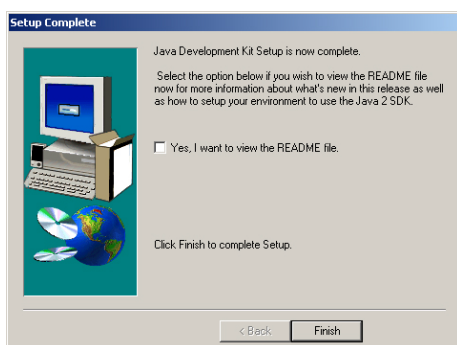 Setup Complete
Java Development Kit Setup is now complete.
Select the option below if you wish to view the README file
now for more information about what's new in this release as well
as how to setup your environment to use the Java 2 SDK.
Yes, I want to view the README file.
Click Finish to complete Setup.
< Back
Finish